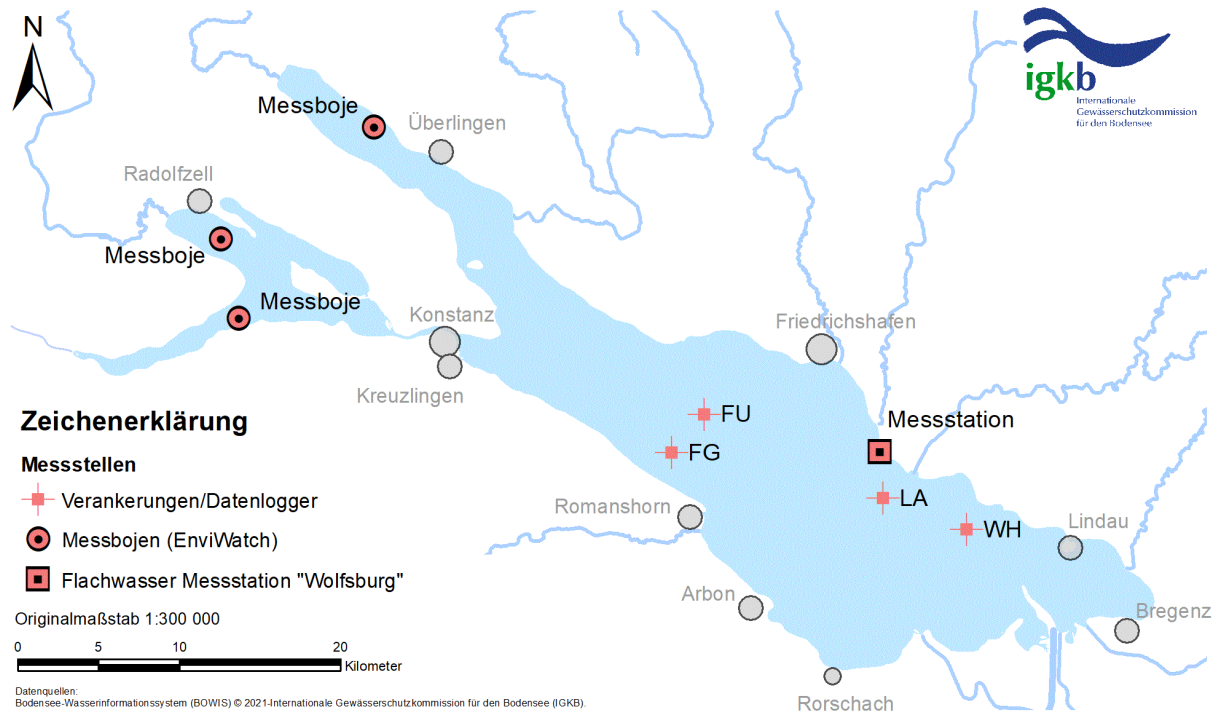 N
igkb
Internationale
Gewässerschutzkommission
für den Bodensee
Messboje
Überlingen
Radolfzell
Messboje
Messboje
Konstanz
Friedrichshafen
Kreuzlingen
FU
Messstation
FG
LA
Romanshorn
WH
Lindau
Arbon
Bregenz
Rorschach
Zeichenerklärung
Messstellen
Verankerungen/Datenlogger
Messbojen (EnviWatch)
Flachwasser Messstation "Wolfsburg"
Originalmaßstab 1:300 000
0 5 10 20
Kilometer
Datenquellen:
Bodensee-Wasserinformationssystem (BOWIS) © 2021-Internationale Gewässerschutzkommission für den Bodensee (IGKB).